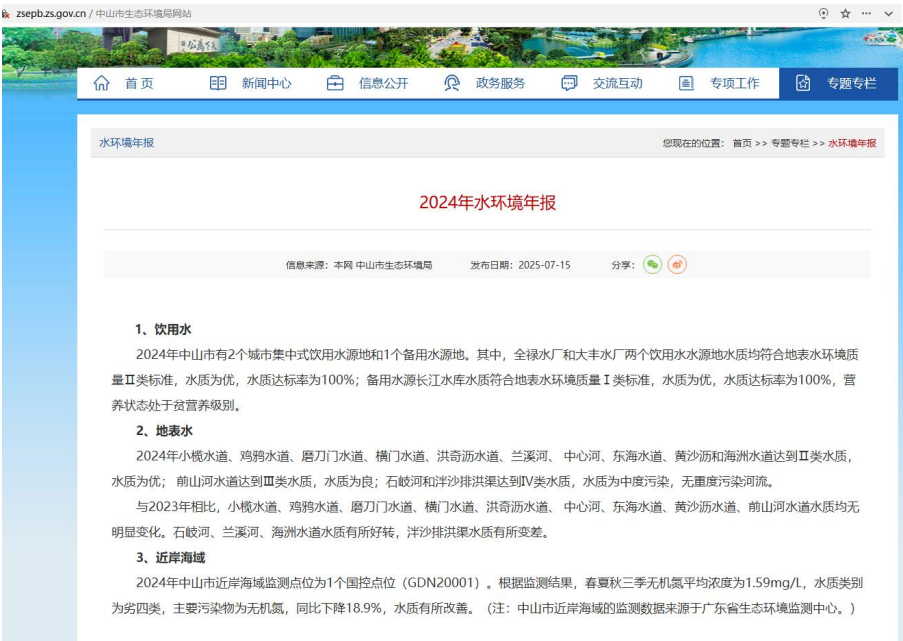 zsepb.zs.gov.cn / 中山市生态环境局网站
首页 新闻中心 信息公开 政务服务 交流互动 专项工作 专题专栏
水环境年报 您现在的位置： 首页 >> 专题专栏 >> 水环境年报
2024年水环境年报
信息来源：本网 中山市生态环境局 发布日期：2025-07-15 分享：
1、饮用水
2024年中山市有2个城市集中式饮用水源地和1个备用水源地。其中，全禄水厂和大丰水厂两个饮用水水源地水质均符合地表水环境质
量Ⅱ类标准，水质为优，水质达标率为100%；备用水源长江水库水质符合地表水环境质量Ⅰ类标准，水质为优，水质达标率为100%，营
养状态处于贫营养级别。
2、地表水
2024年小榄水道、鸡鸦水道、磨刀门水道、横门水道、洪奇沥水道、兰溪河、 中心河、东海水道、黄沙沥和海洲水道达到Ⅱ类水质，
水质为优； 前山河水道达到Ⅲ类水质，水质为良；石岐河和泮沙排洪渠达到IV类水质，水质为中度污染，无重度污染河流。
与2023年相比，小榄水道、鸡鸦水道、磨刀门水道、横门水道、洪奇沥水道、 中心河、东海水道、黄沙沥水道、前山河水道水质均无
明显变化。石岐河、兰溪河、海洲水道水质有所好转，泮沙排洪渠水质有所变差。
3、近岸海域
2024年中山市近岸海域监测点位为1个国控点位（GDN20001）。根据监测结果，春夏秋三季无机氮平均浓度为1.59mg/L，水质类别
为劣四类，主要污染物为无机氮，同比下降18.9%，水质有所改善。（注：中山市近岸海域的监测数据来源于广东省生态环境监测中心。）